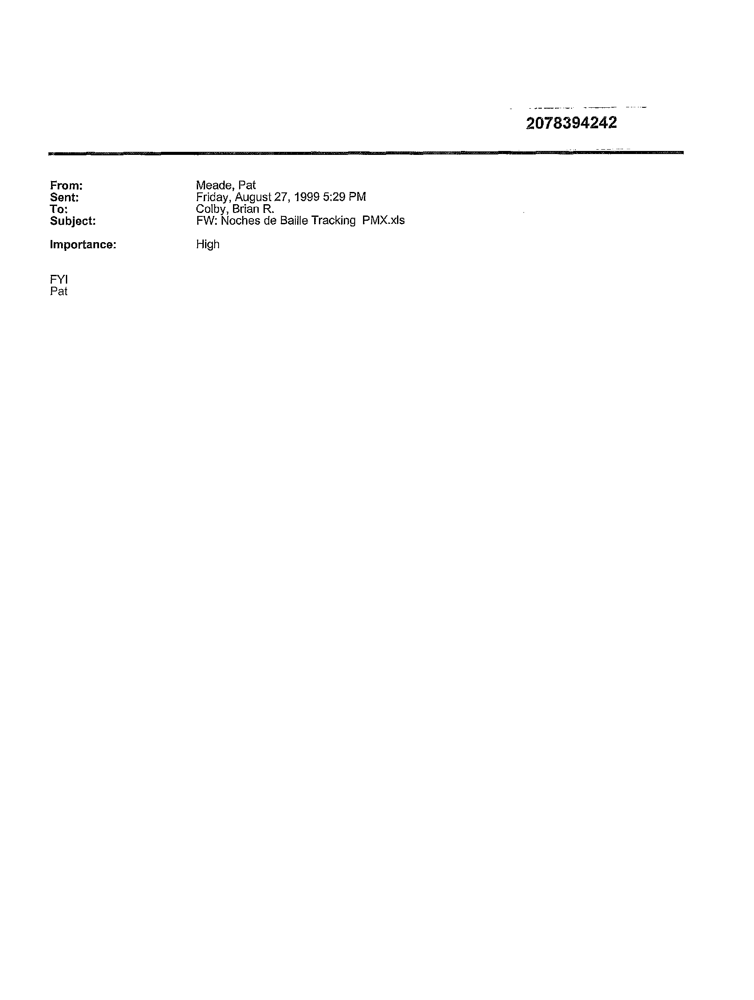 2078394242
From: Meade, Pat
Sent: Friday, August 27, 1999 5:29 PM
To: Colby, Brian R.
Subject: FW: Noches de Baille Tracking PMX.xls
Importance: High
FYI
Pat